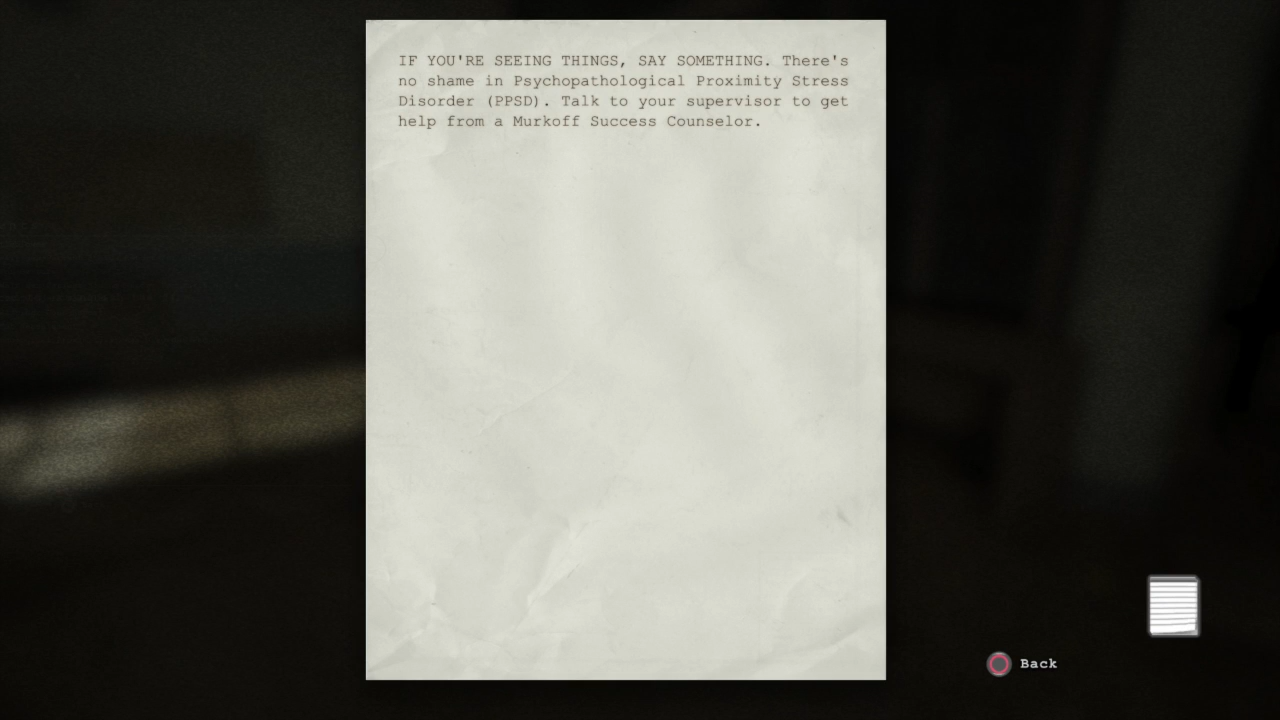 IF YOU'RE SEEING THINGS, SAY SOMETHING. There's
no shame in Psychopathological Proximity Stress
Disorder (PPSD). Talk to your supervisor to get
help from a Murkoff Success Counselor.
Back